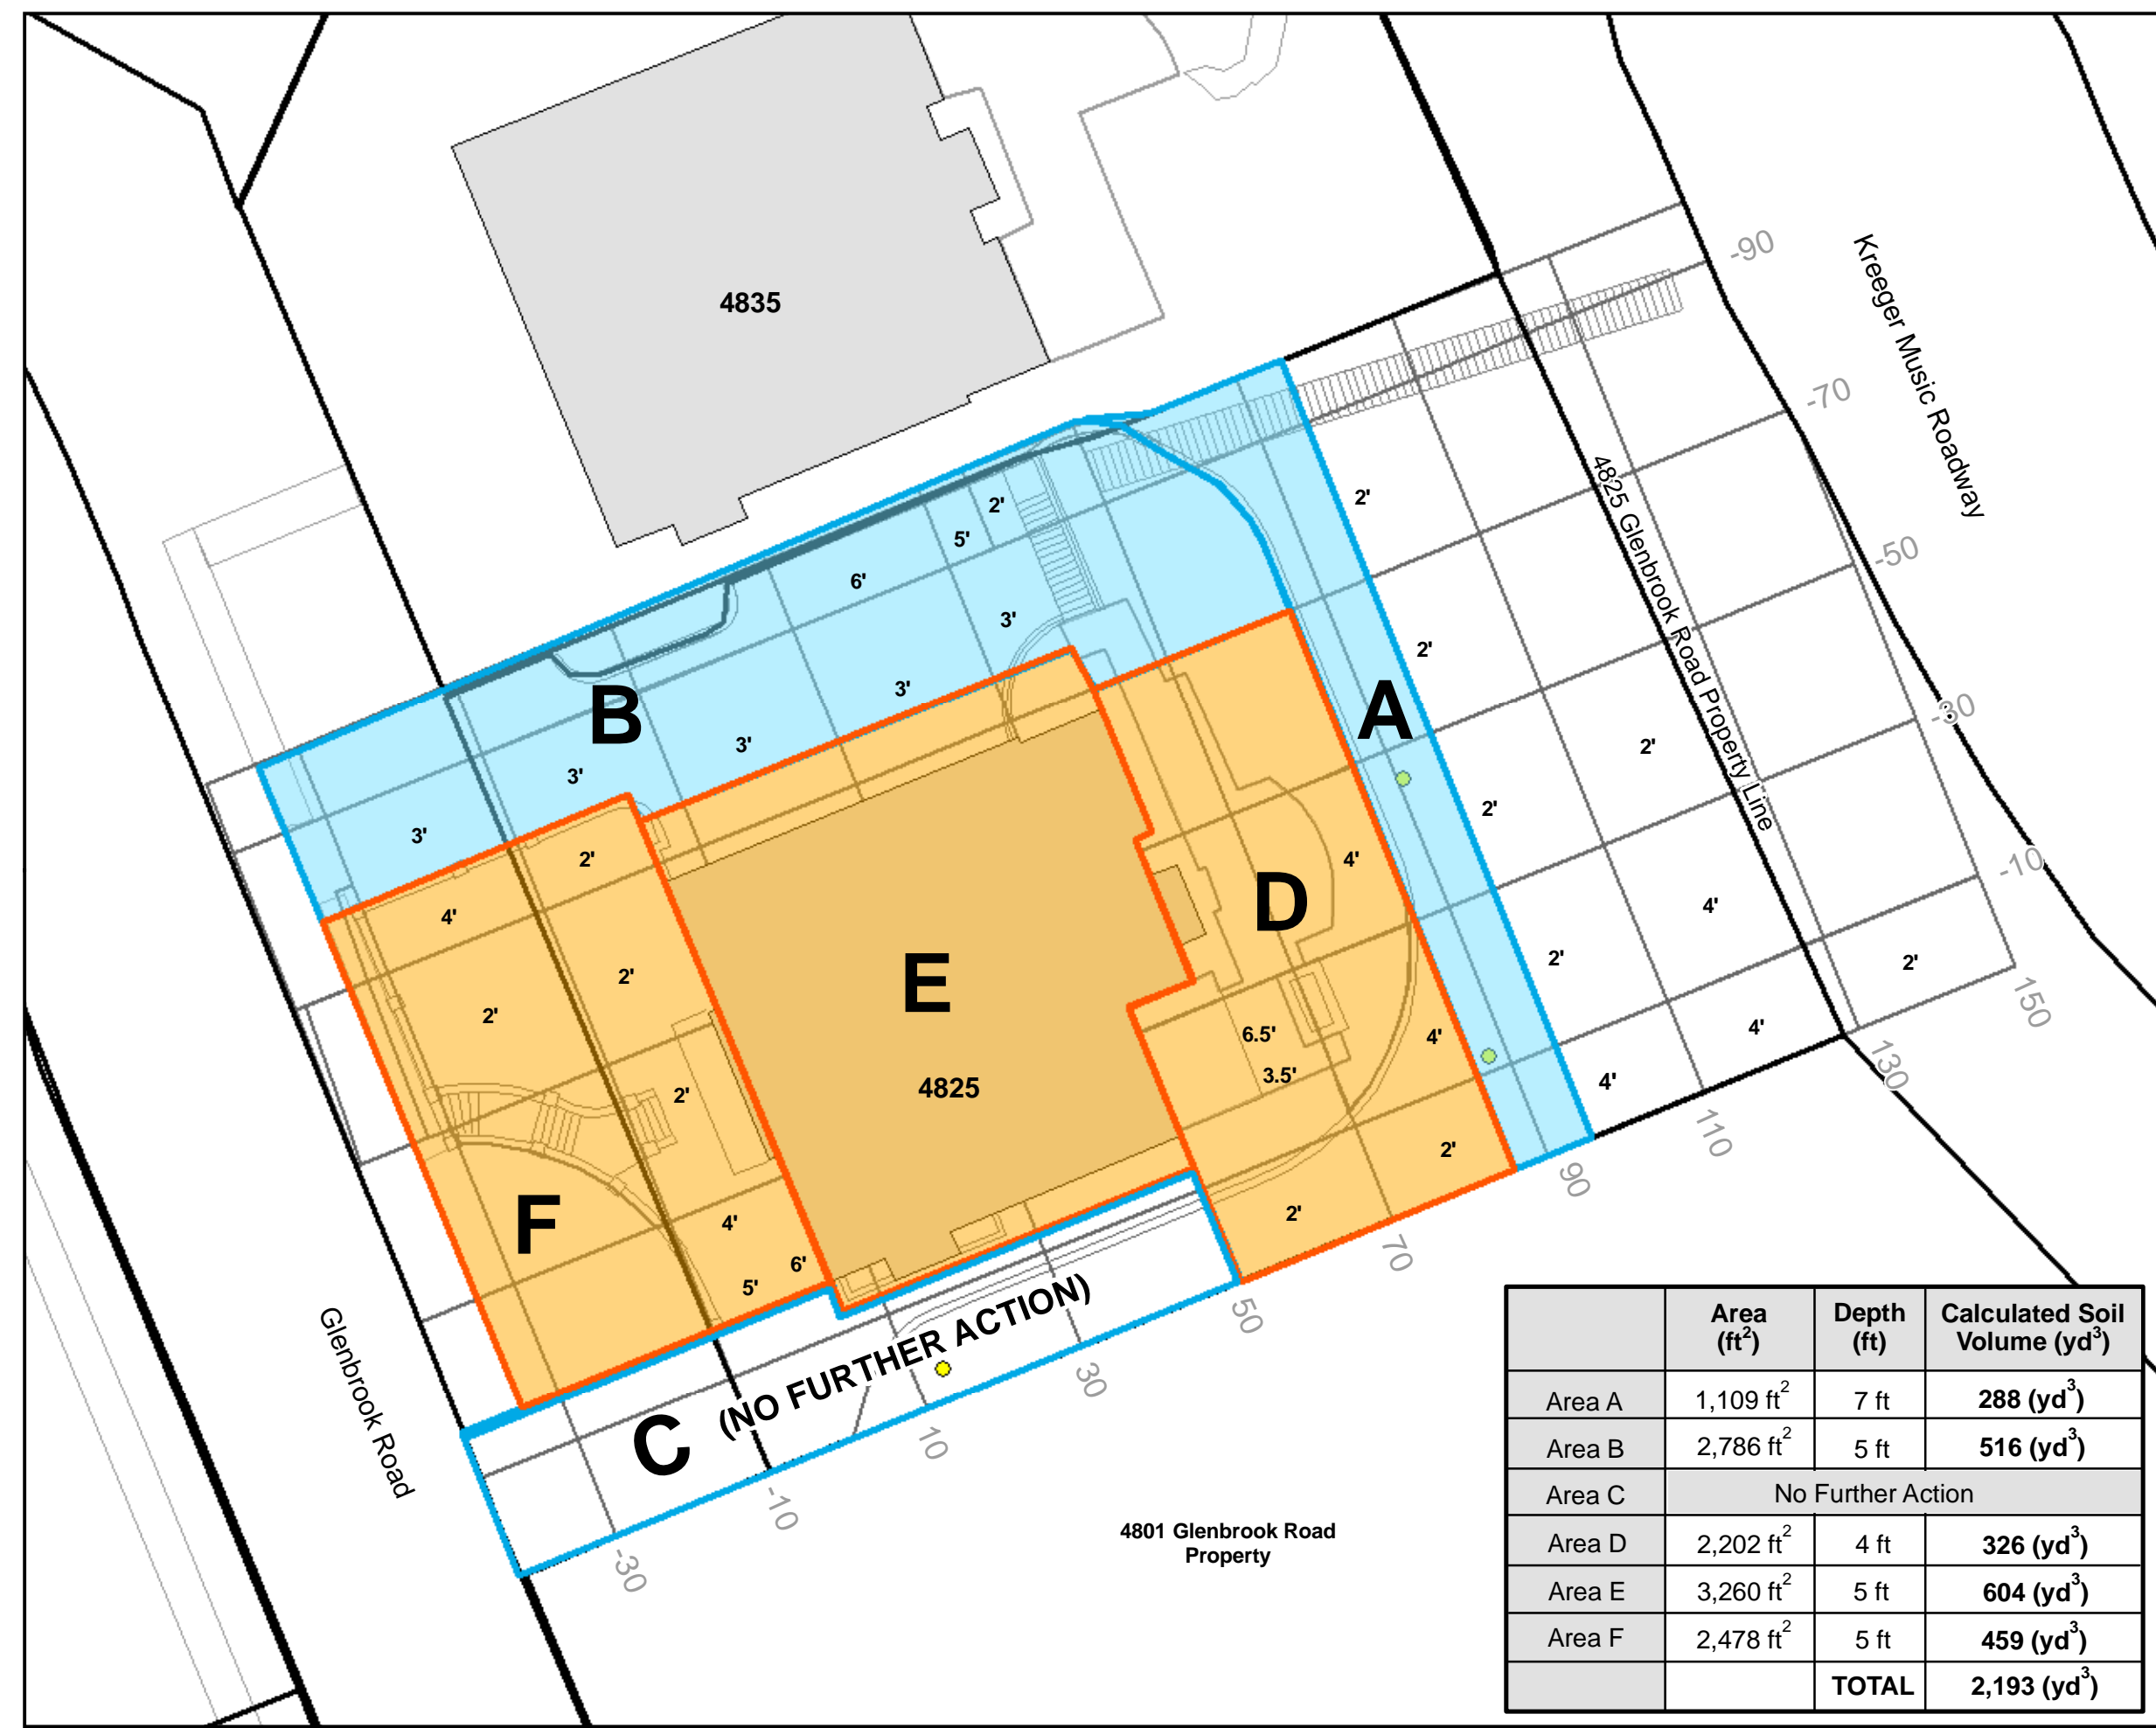 4835
-90
Kreeger Music Roadway
-70
2'
4825 Glenbrook Road Property Line
2'
5'
-50
6'
3'
2'
3'
B
A
-30
3'
2'
3'
2'
3'
2'
4'
-10
D
4'
4'
2'
2'
2'
2'
E
150
2'
6.5'
4'
4'
3.5'
4'
130
4825
2'
110
2'
90
F
4'
2'
6'
5'
70
50
(NO FURTHER ACTION)
30
C
10
-10
-30
Glenbrook Road
4801 Glenbrook Road
Property
Area (ft²) Depth (ft) Calculated Soil Volume (yd³)
Area A 1,109 ft² 7 ft 288 (yd³)
Area B 2,786 ft² 5 ft 516 (yd³)
Area C No Further Action
Area D 2,202 ft² 4 ft 326 (yd³)
Area E 3,260 ft² 5 ft 604 (yd³)
Area F 2,478 ft² 5 ft 459 (yd³)
TOTAL 2,193 (yd³)